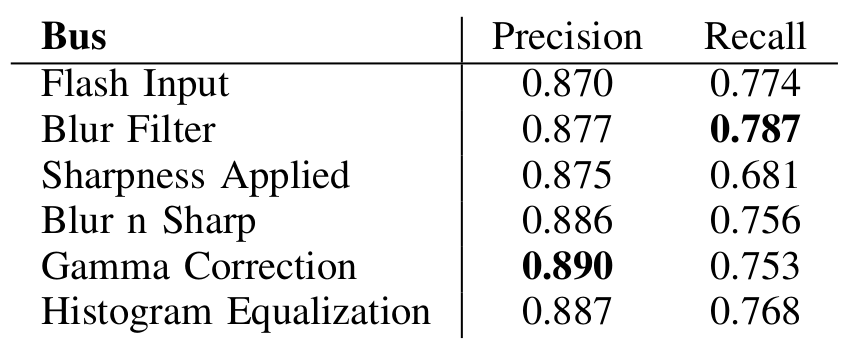 Bus Precision Recall
Flash Input 0.870 0.774
Blur Filter 0.877 0.787
Sharpness Applied 0.875 0.681
Blur n Sharp 0.886 0.756
Gamma Correction 0.890 0.753
Histogram Equalization 0.887 0.768